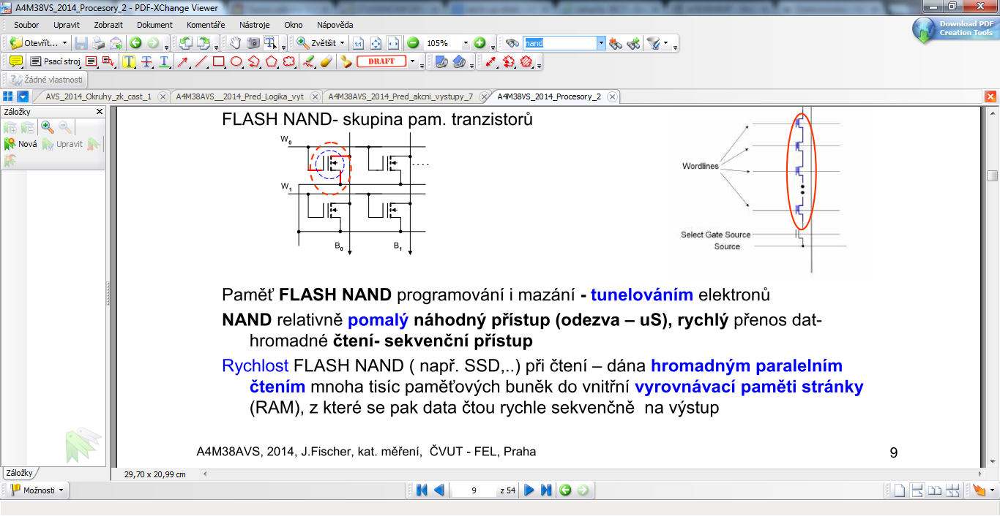 A4M38VS_2014_Procesory_2 - PDF-XChange Viewer
Soubor Upravit Zobrazit Dokument Komentáře Nástroje Okno Nápověda
Download PDF
Creation Tools
Otevřít... Zvětšit 1:1 105% nand
Psací stroj T T T DRAFT
Žádné vlastnosti
AVS_2014_Okruhy_zk_cast_1 A4M38AVS__2014_Pred_Logika_vyt A4M38AVS_2014_Pred_akcni_vystupy_7 A4M38VS_2014_Procesory_2
Záložky
Nová Upravit
FLASH NAND- skupina pam. tranzistorů
W0
W1
B0 B1
Wordlines
Select Gate Source
Source
Paměť FLASH NAND programování i mazání - tunelováním elektronů
NAND relativně pomalý náhodný přístup (odezva – uS), rychlý přenos dat-
hromadné čtení- sekvenční přístup
Rychlost FLASH NAND ( např. SSD,..) při čtení – dána hromadným paralelním
čtením mnoha tisíc paměťových buněk do vnitřní vyrovnávací paměti stránky
(RAM), z které se pak data čtou rychle sekvenčně na výstup
A4M38AVS, 2014, J.Fischer, kat. měření, ČVUT - FEL, Praha 9
Záložky
29,70 x 20,99 cm
Možnosti 9 z 54